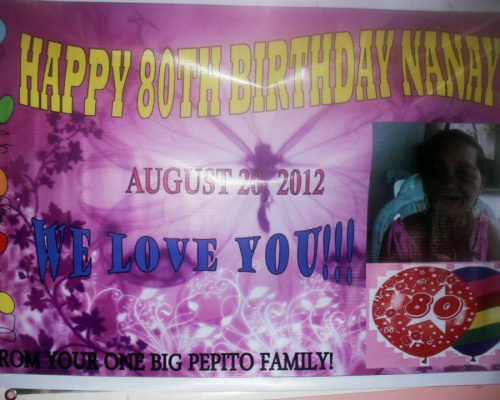 HAPPY 80TH BIRTHDAY NANAY
AUGUST 20, 2012
WE LOVE YOU!!!
80
ROM YOUR ONE BIG PEPITO FAMILY!